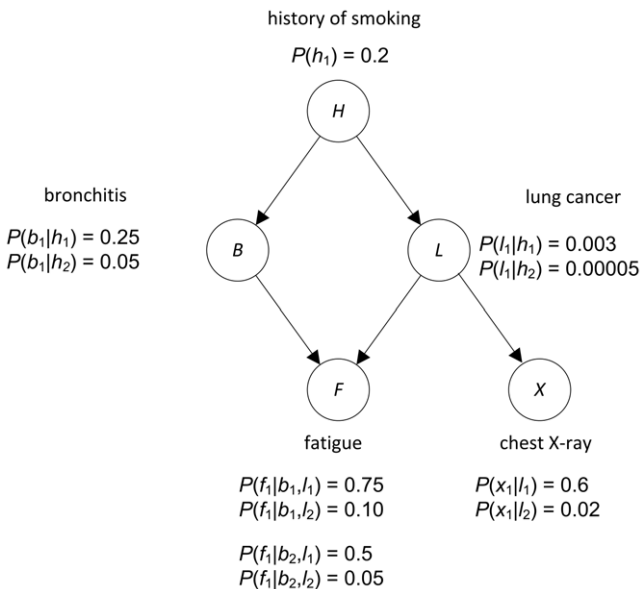 history of smoking
P(h₁) = 0.2
H
bronchitis
P(b₁|h₁) = 0.25
P(b₁|h₂) = 0.05
B
L
lung cancer
P(l₁|h₁) = 0.003
P(l₁|h₂) = 0.00005
F
X
fatigue
P(f₁|b₁,l₁) = 0.75
P(f₁|b₁,l₂) = 0.10
P(f₁|b₂,l₁) = 0.5
P(f₁|b₂,l₂) = 0.05
chest X-ray
P(x₁|l₁) = 0.6
P(x₁|l₂) = 0.02